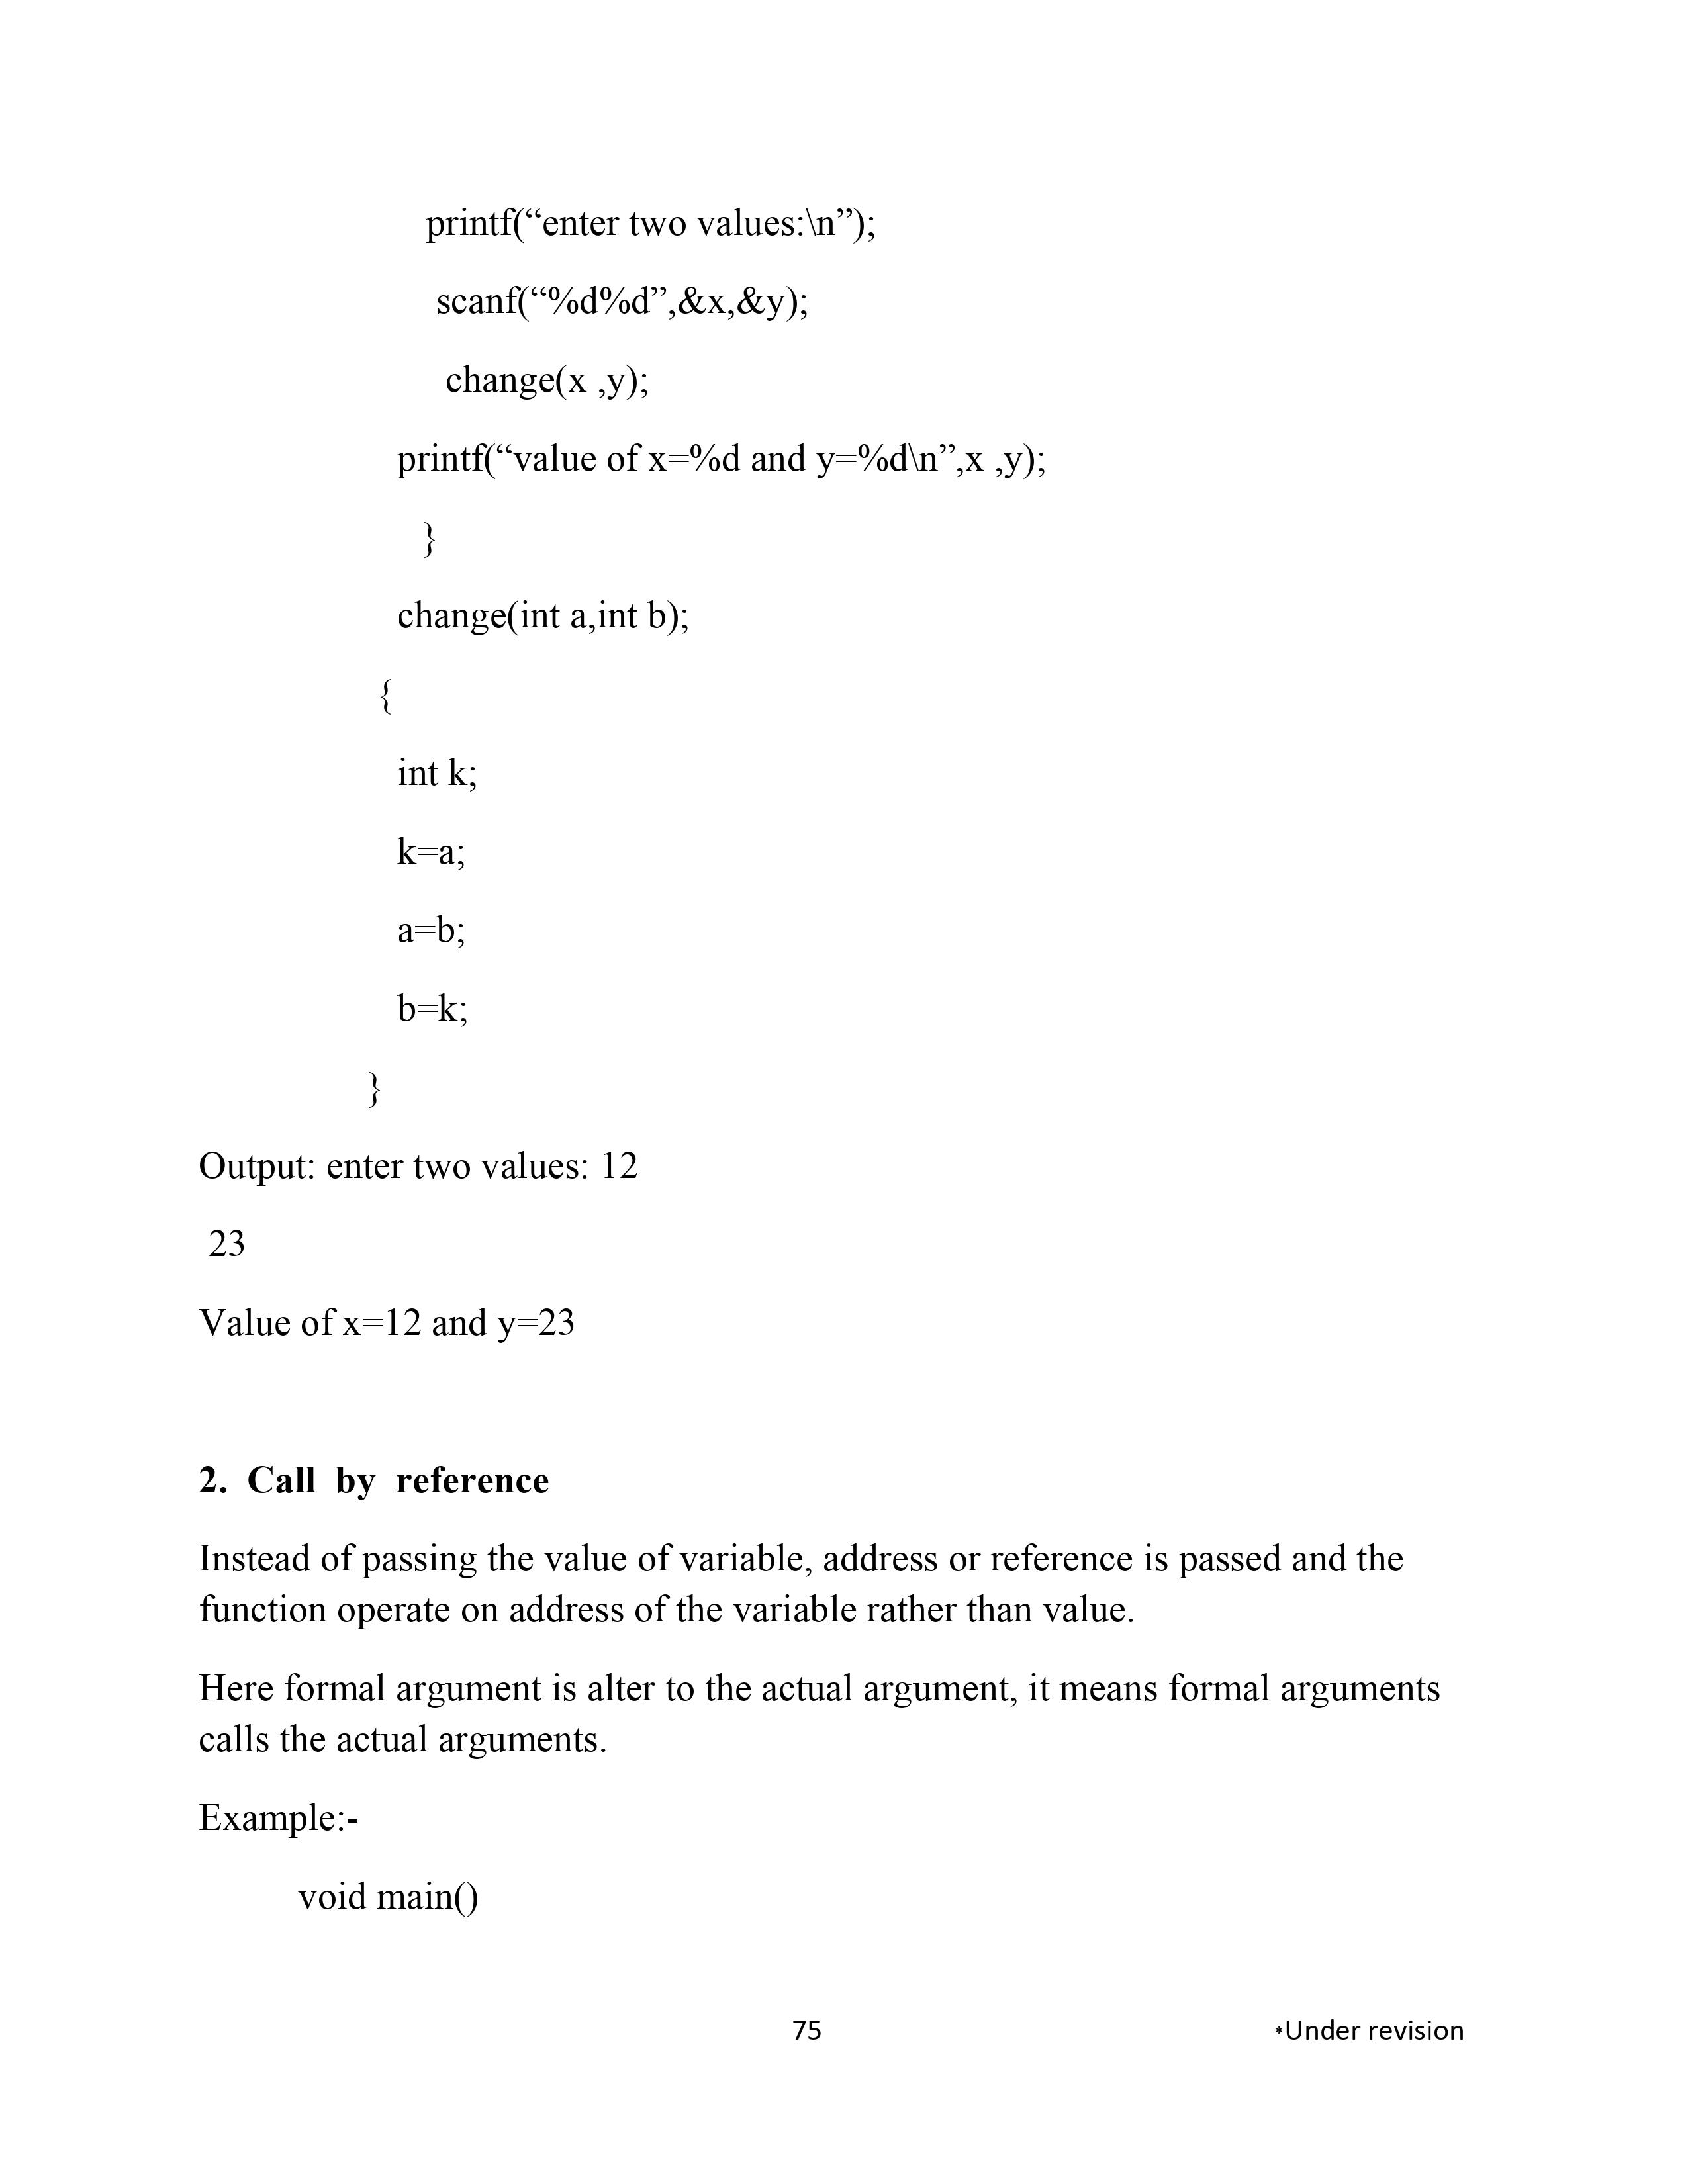 printf(“enter two values:\n”);
scanf(“%d%d”,&x,&y);
change(x ,y);
printf(“value of x=%d and y=%d\n”,x ,y);
}
change(int a,int b);
{
int k;
k=a;
a=b;
b=k;
}
Output: enter two values: 12
23
Value of x=12 and y=23
2. Call by reference
Instead of passing the value of variable, address or reference is passed and the
function operate on address of the variable rather than value.
Here formal argument is alter to the actual argument, it means formal arguments
calls the actual arguments.
Example:-
void main()
75 *Under revision